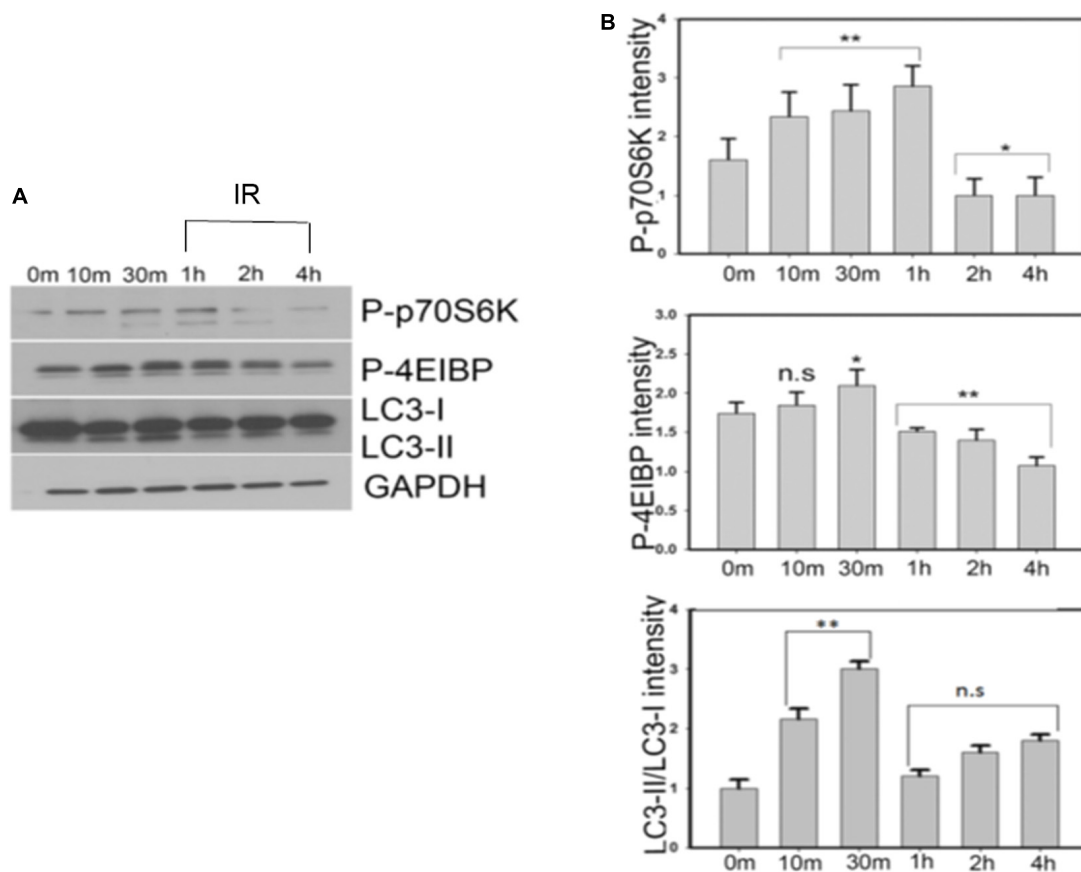 A
IR
0m 10m 30m 1h 2h 4h
P-p70S6K
P-4EIBP
LC3-I
LC3-II
GAPDH
B
P-p70S6K intensity
4
3
2
1
0
**
*
0m 10m 30m 1h 2h 4h
P-4EIBP intensity
3.0
2.5
2.0
1.5
1.0
0.5
0.0
n.s
*
**
0m 10m 30m 1h 2h 4h
LC3-II/LC3-I intensity
4
3
2
1
0
**
n.s
0m 10m 30m 1h 2h 4h